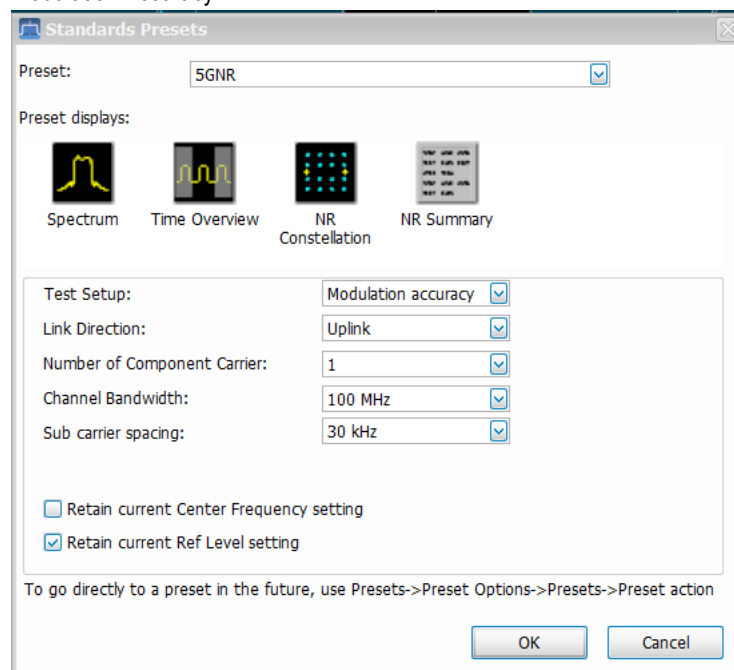 Standards Presets
Preset: 5GNR
Preset displays:
Spectrum Time Overview NR Constellation NR Summary
Test Setup: Modulation accuracy
Link Direction: Uplink
Number of Component Carrier: 1
Channel Bandwidth: 100 MHz
Sub carrier spacing: 30 kHz
Retain current Center Frequency setting
Retain current Ref Level setting
To go directly to a preset in the future, use Presets->Preset Options->Presets->Preset action
OK Cancel